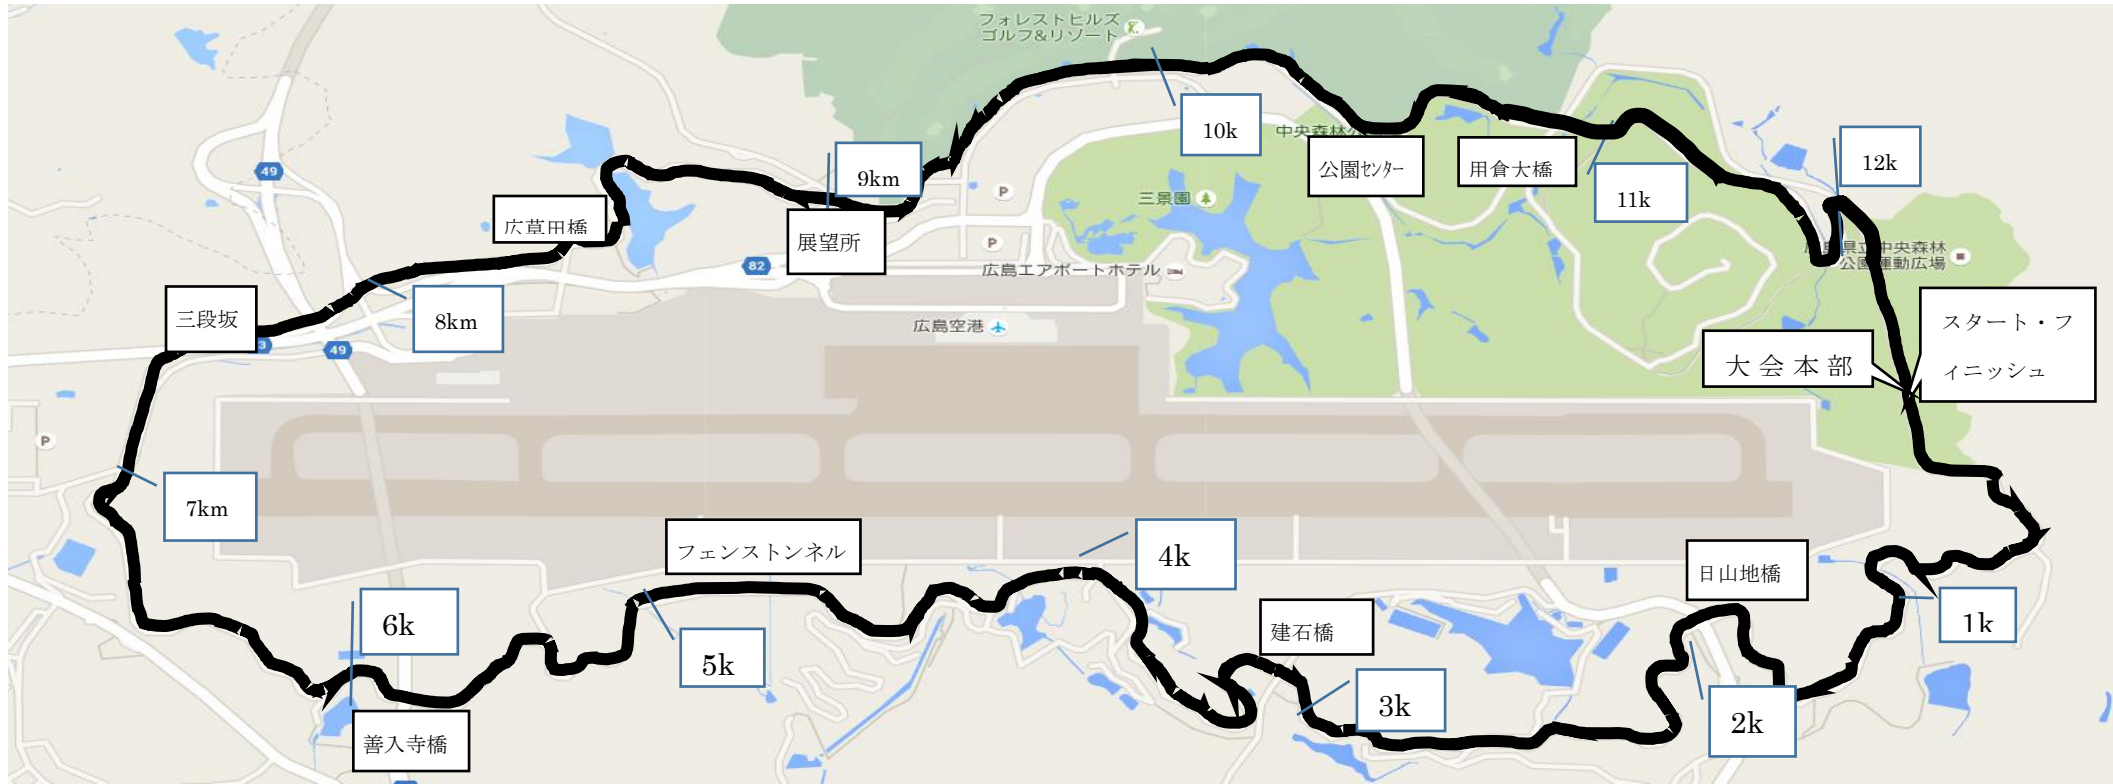 フォレストヒルズ
ゴルフ&リゾート
10k
中央森林公
公園ｾﾝﾀｰ
用倉大橋
11k
12k
広島県立中央森林
公園運動広場
49
9km
P
三景園
展望所
P
82
広島エアポートホテル
広島空港
三段坂
8km
49
3
スタート・フ
ィニッシュ
大会本部
P
7km
フェンストンネル
4k
日山地橋
1k
6k
建石橋
5k
3k
2k
善入寺橋